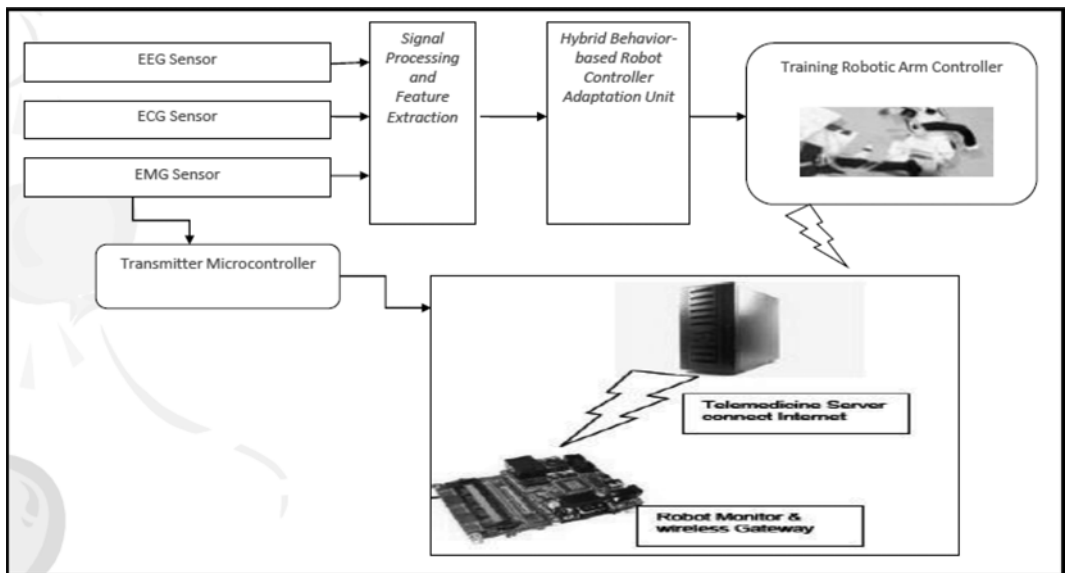 EEG Sensor
ECG Sensor
EMG Sensor
Signal
Processing
and
Feature
Extraction
Hybrid Behavior-
based Robot
Controller
Adaptation Unit
Training Robotic Arm Controller
Transmitter Microcontroller
Telemedicine Server
connect Internet
Robot Monitor &
wireless Gateway